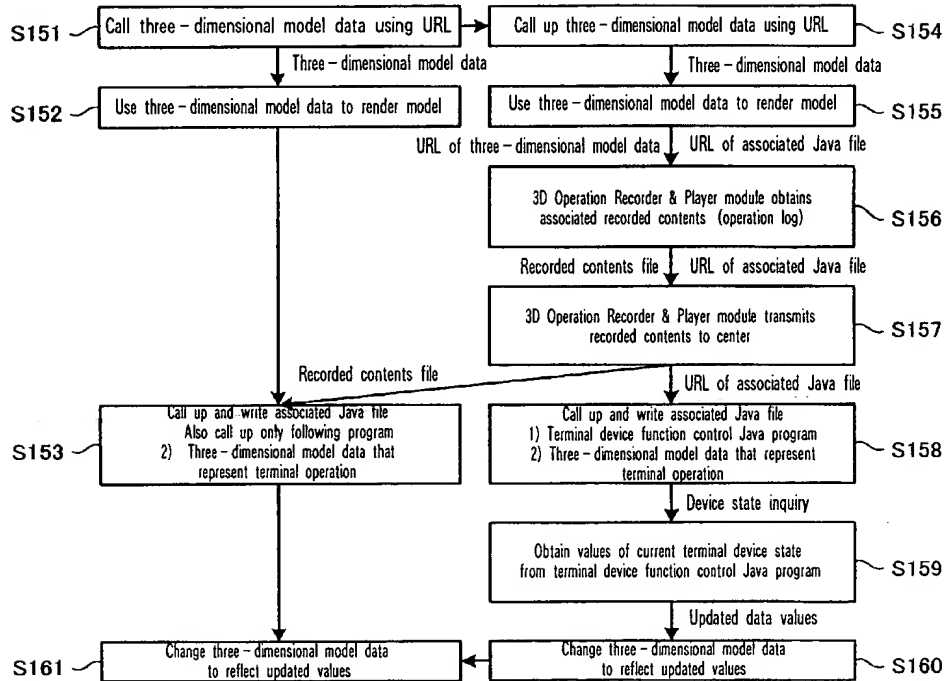 S151
Call three-dimensional model data using URL
Call up three-dimensional model data using URL
S154
Three-dimensional model data
Three-dimensional model data
S152
Use three-dimensional model data to render model
Use three-dimensional model data to render model
S155
URL of three-dimensional model data
URL of associated Java file
3D Operation Recorder & Player module obtains
associated recorded contents (operation log)
S156
Recorded contents file
URL of associated Java file
3D Operation Recorder & Player module transmits
recorded contents to center
S157
Recorded contents file
URL of associated Java file
S153
Call up and write associated Java file
Also call up only following program
2) Three-dimensional model data that
represent terminal operation
Call up and write associated Java file
1) Terminal device function control Java program
2) Three-dimensional model data that represent
terminal operation
S158
Device state inquiry
Obtain values of current terminal device state
from terminal device function control Java program
S159
Updated data values
S161
Change three-dimensional model data
to reflect updated values
Change three-dimensional model data
to reflect updated values
S160